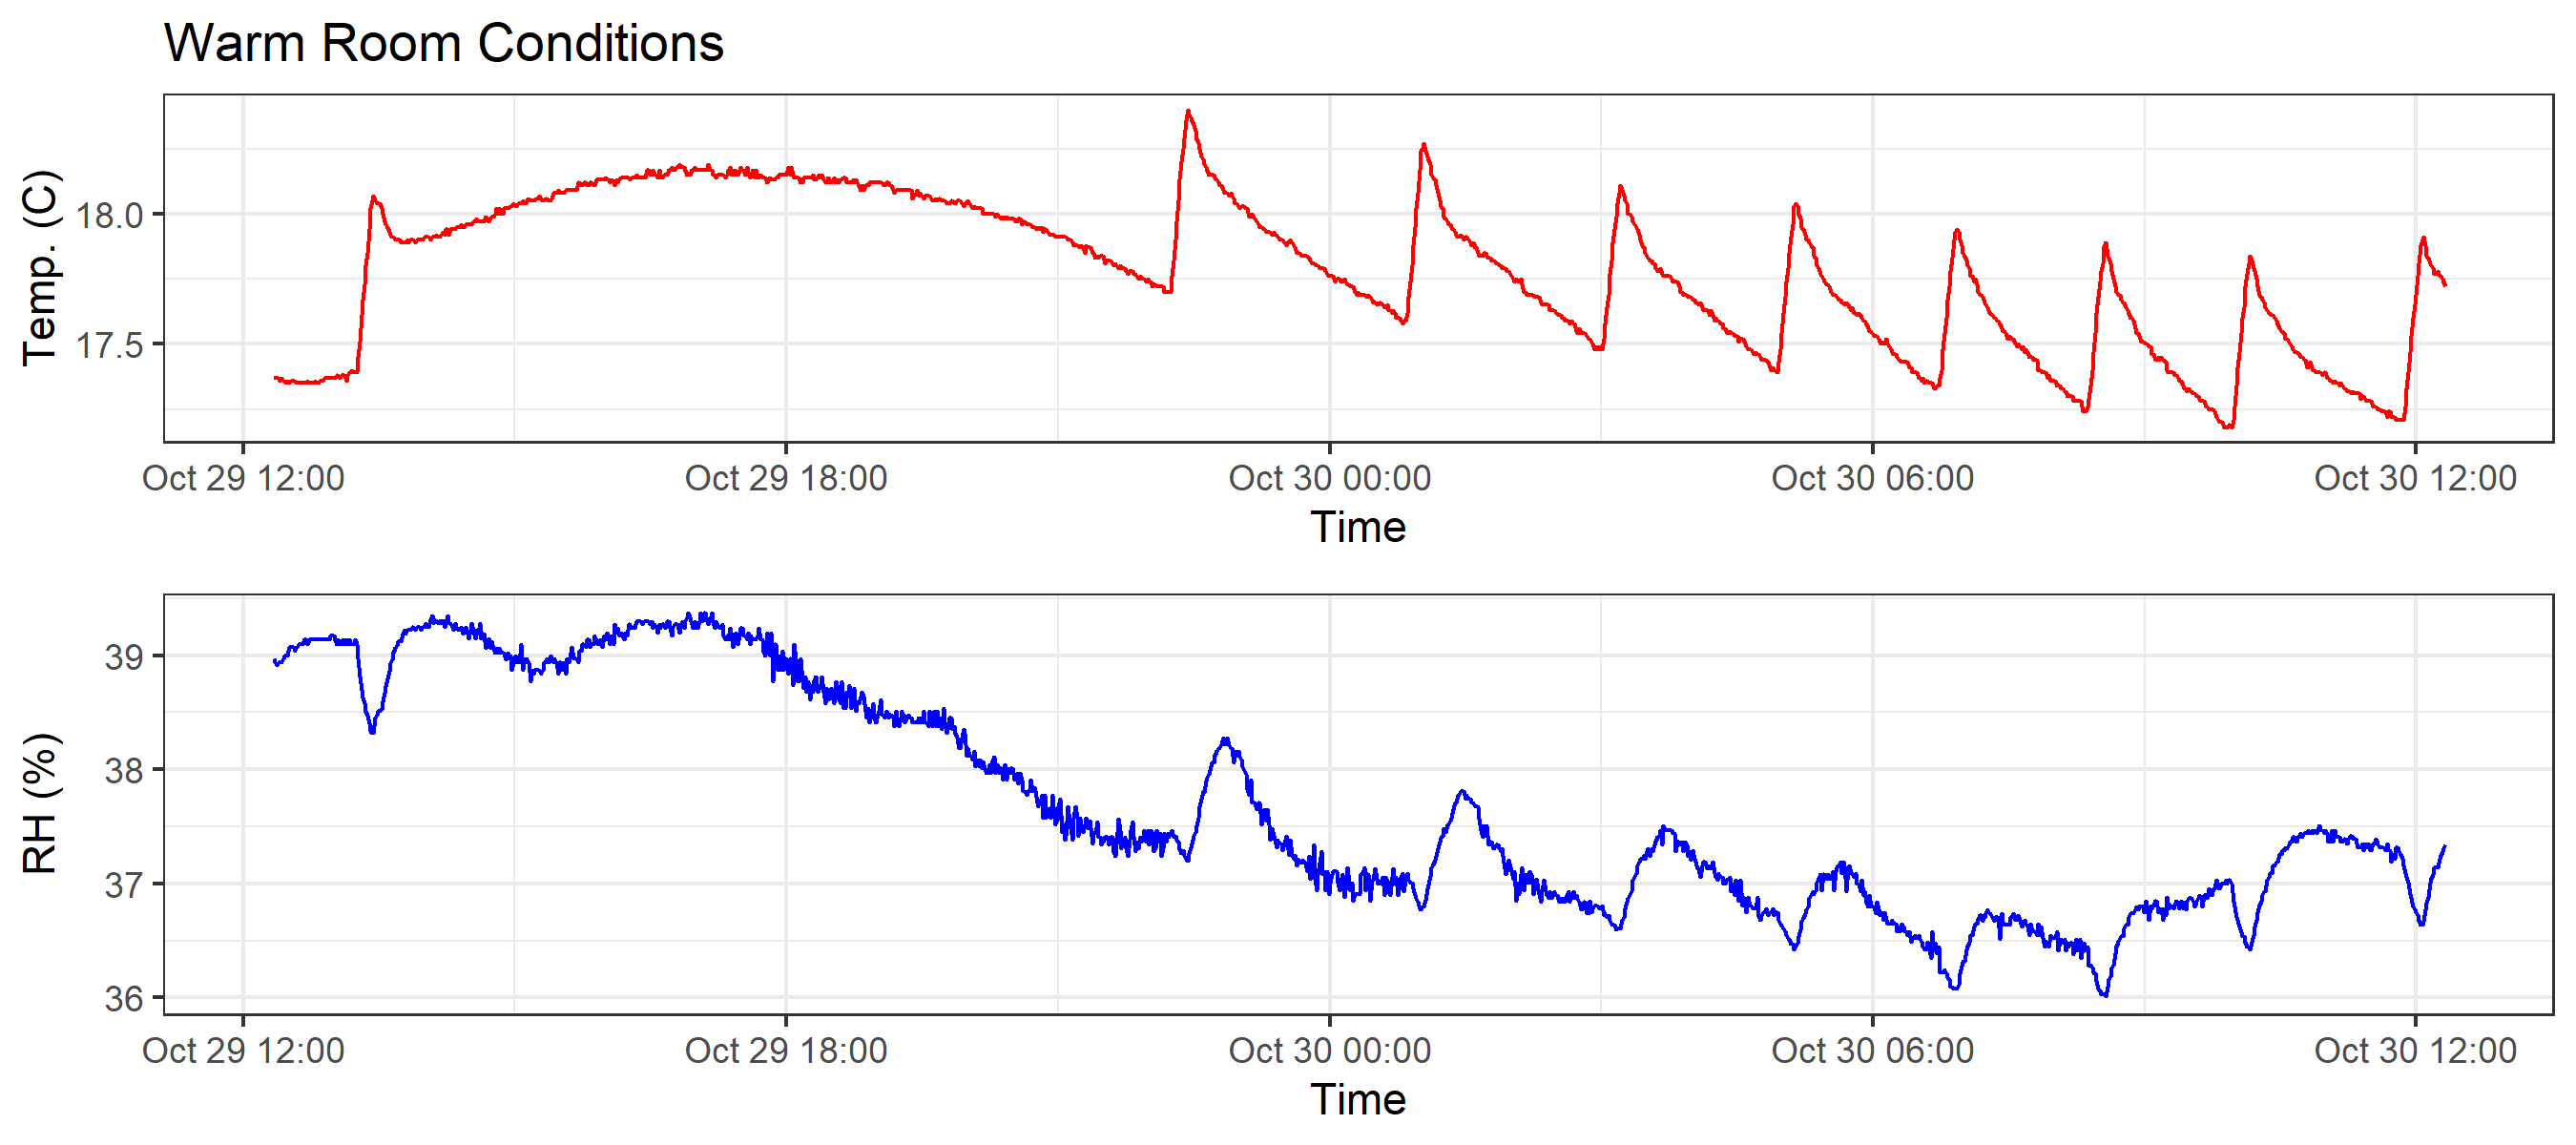 Warm Room Conditions
Temp. (C)
18.0
17.5
Oct 29 12:00 Oct 29 18:00 Oct 30 00:00 Oct 30 06:00 Oct 30 12:00
Time
RH (%)
39
38
37
36
Oct 29 12:00 Oct 29 18:00 Oct 30 00:00 Oct 30 06:00 Oct 30 12:00
Time